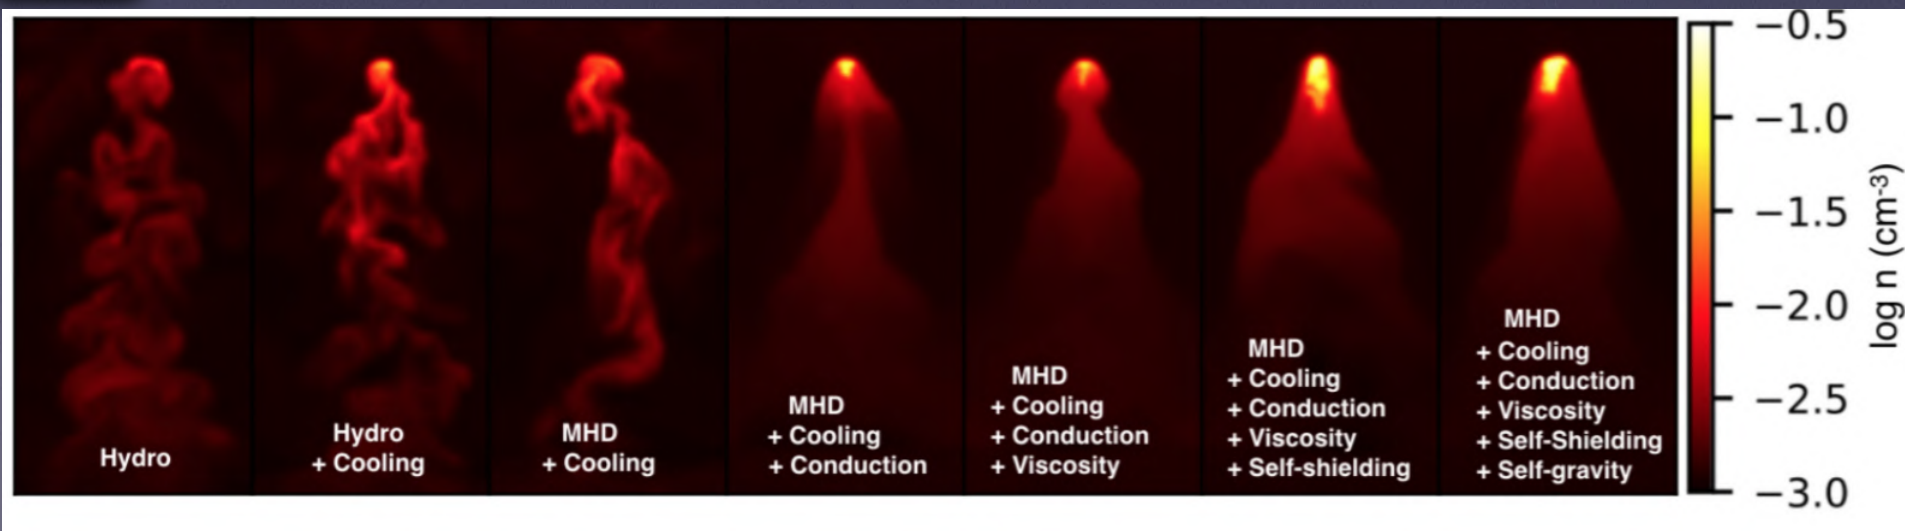 Hydro
Hydro
+ Cooling
MHD
+ Cooling
MHD
+ Cooling
+ Conduction
MHD
+ Cooling
+ Conduction
+ Viscosity
MHD
+ Cooling
+ Conduction
+ Viscosity
+ Self-shielding
MHD
+ Cooling
+ Conduction
+ Viscosity
+ Self-Shielding
+ Self-gravity
−0.5
−1.0
−1.5
−2.0
−2.5
−3.0
log n (cm⁻³)